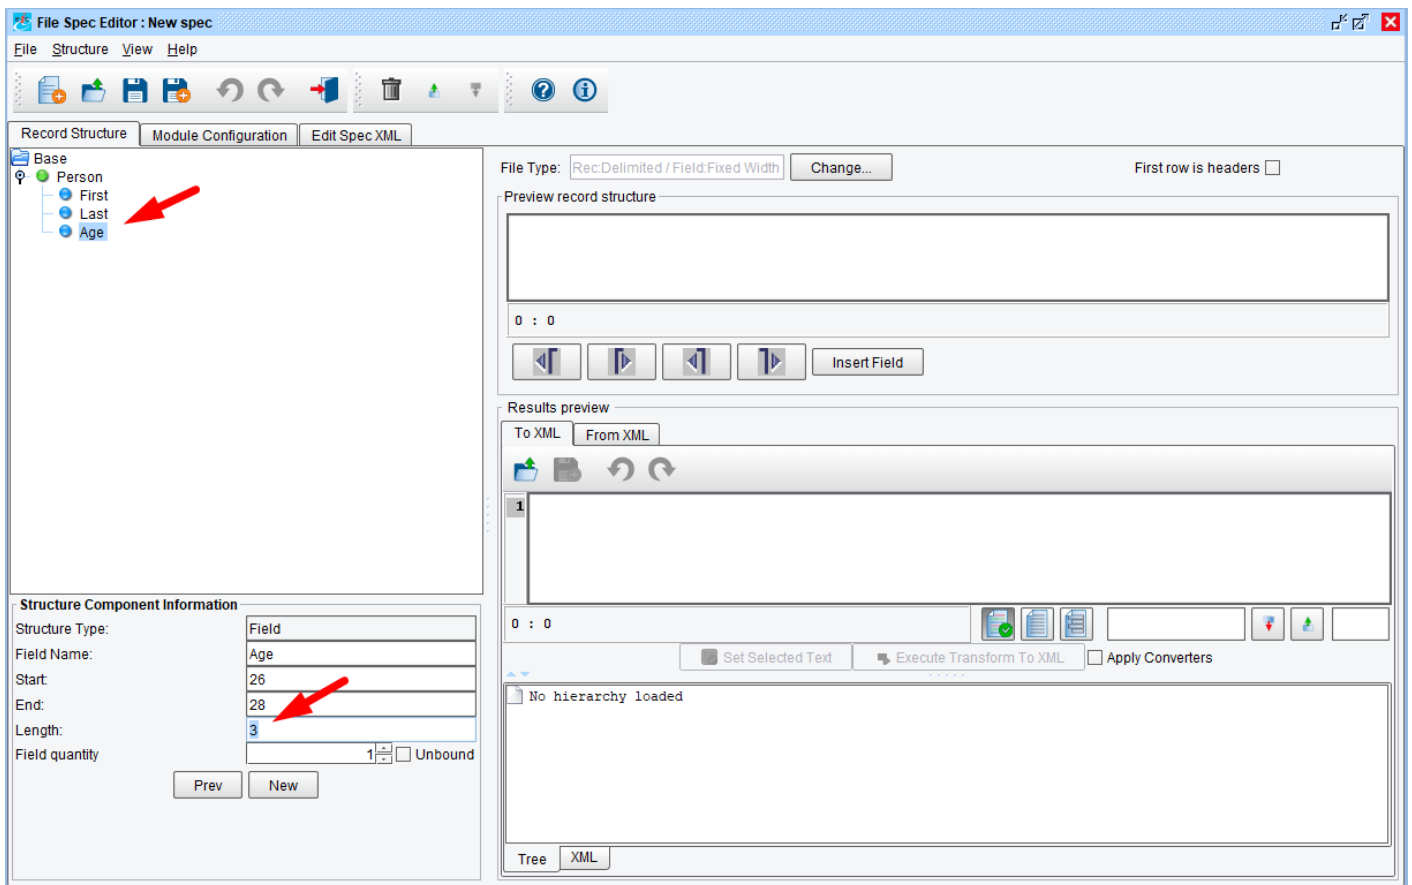 File Spec Editor : New spec
File Structure View Help
Record Structure Module Configuration Edit Spec XML
Base
Person
First
Last
Age
File Type: Rec:Delimited / Field:Fixed Width Change... First row is headers
Preview record structure
0 : 0
Insert Field
Results preview
To XML From XML
1
0 : 0
Set Selected Text Execute Transform To XML Apply Converters
No hierarchy loaded
Tree XML
Structure Component Information
Structure Type: Field
Field Name: Age
Start: 26
End: 28
Length: 3
Field quantity 1 Unbound
Prev New